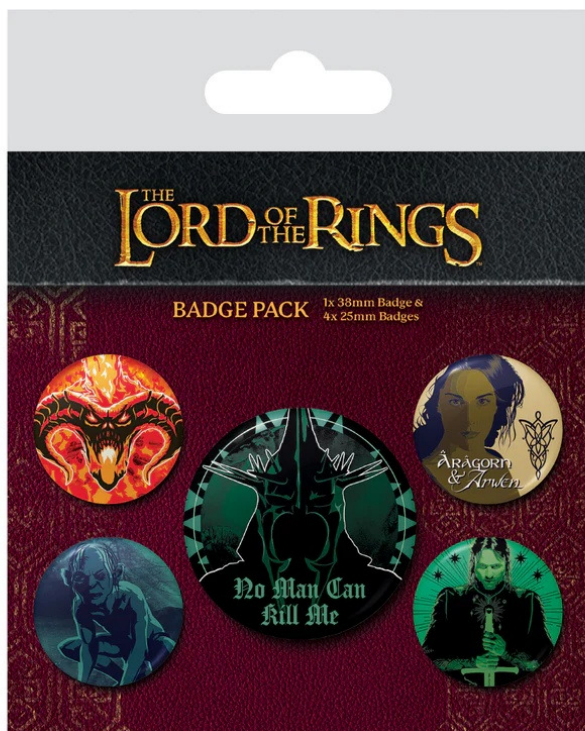 THE LORD OF THE RINGS
BADGE PACK
1x 38mm Badge &
4x 25mm Badges
Aragorn
& Arwen
No Man Can
Kill Me